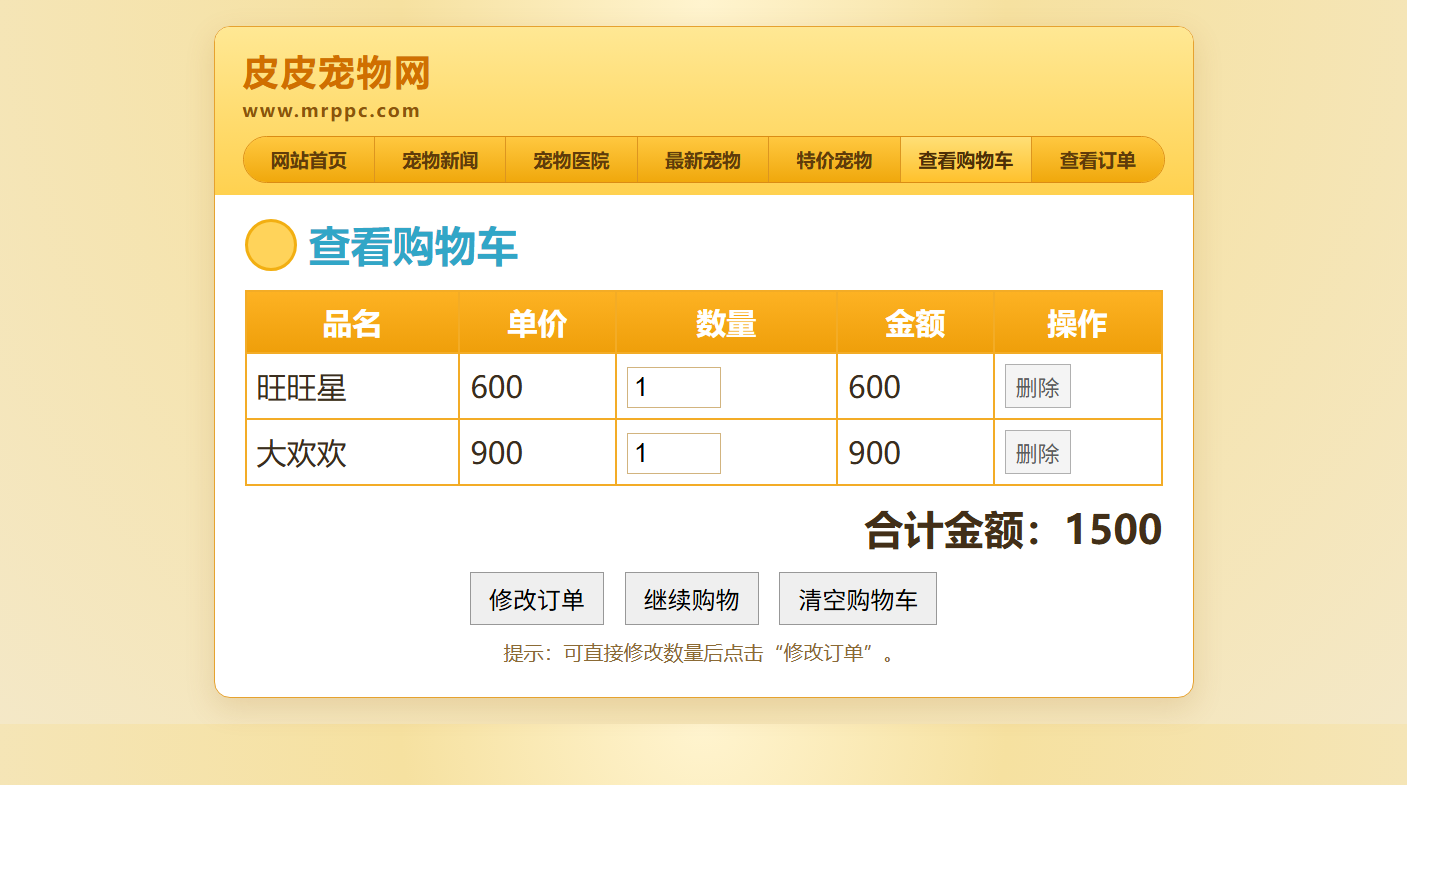 皮皮宠物网
www.mrppc.com
网站首页 宠物新闻 宠物医院 最新宠物 特价宠物 查看购物车 查看订单
查看购物车
品名 单价 数量 金额 操作
旺旺星 600 1 600 删除
大欢欢 900 1 900 删除
合计金额：1500
修改订单 继续购物 清空购物车
提示：可直接修改数量后点击“修改订单”。